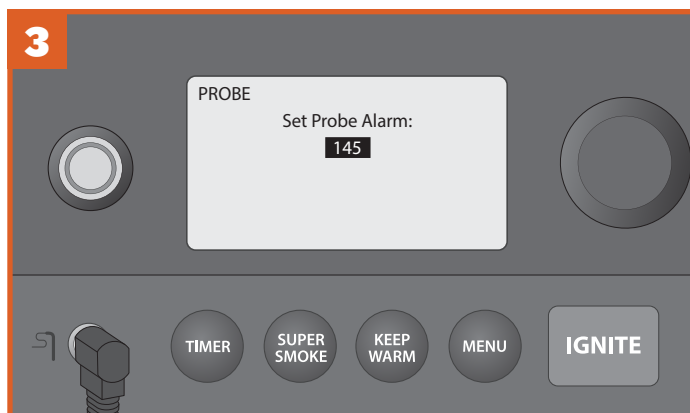 3
PROBE
Set Probe Alarm:
145
TIMER
SUPER
SMOKE
KEEP
WARM
MENU
IGNITE